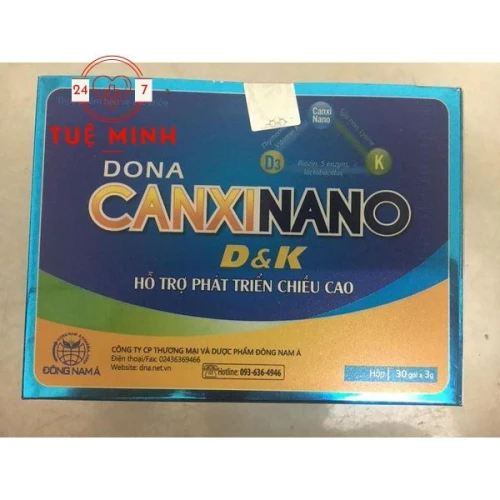 24 7
TUỆ MINH
Canxi
Nano
D3
K
DONA
CANXINANO
D&K
HỖ TRỢ PHÁT TRIỂN CHIỀU CAO
CÔNG TY CP THƯƠNG MẠI VÀ DƯỢC PHẨM ĐÔNG NAM Á
Điện thoại/Fax: 02436369466
Website: dna.net.vn
Hotline: 093-636-4946
ĐÔNG NAM Á
Hộp 30 gói x 3g